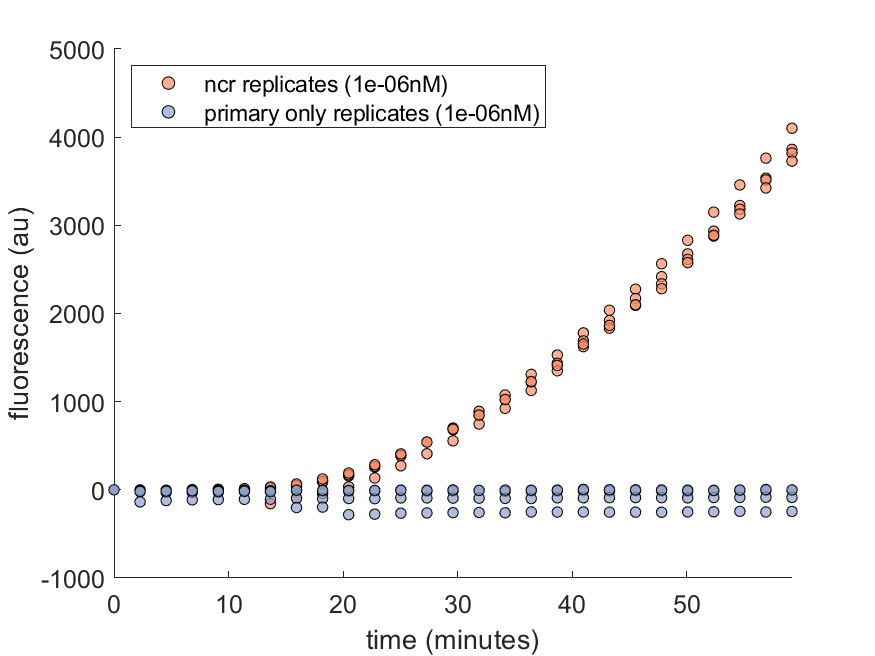 5000
4000
3000
2000
1000
0
-1000
fluorescence (au)
ncr replicates (1e-06nM)
primary only replicates (1e-06nM)
0 10 20 30 40 50
time (minutes)